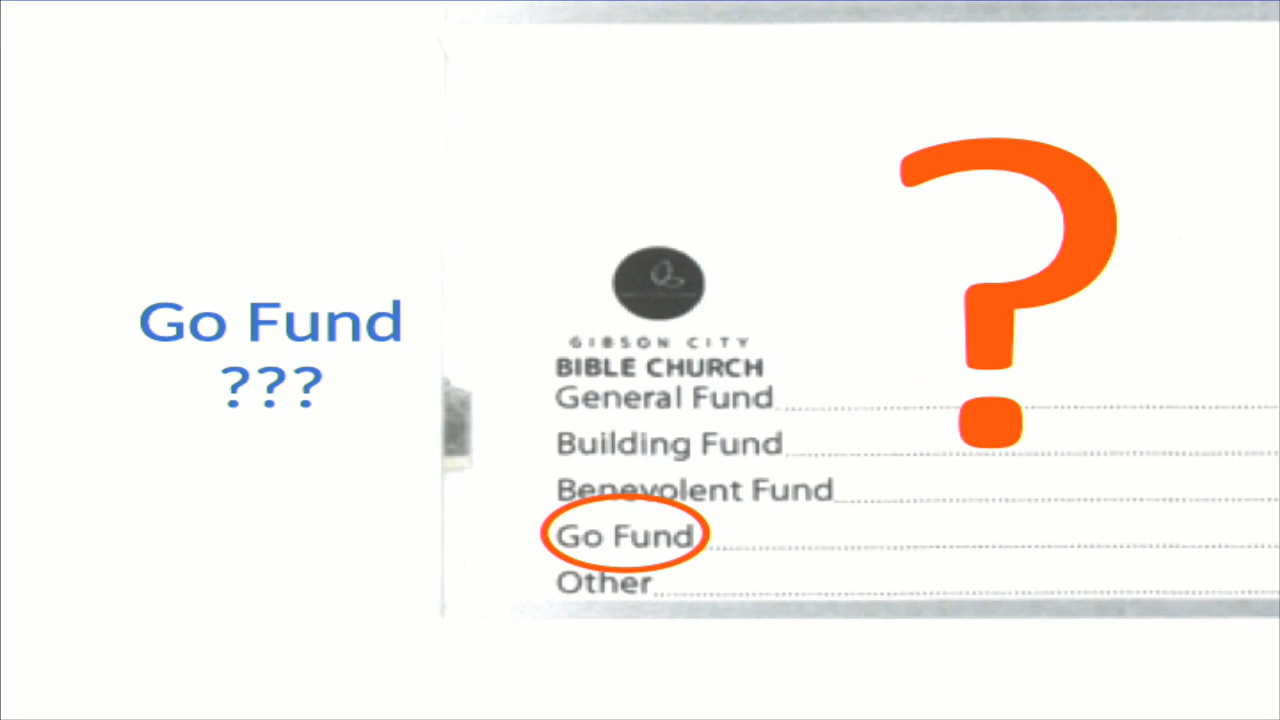 Go Fund
???
?
GIBSON CITY
BIBLE CHURCH
General Fund
Building Fund
Benevolent Fund
Go Fund
Other